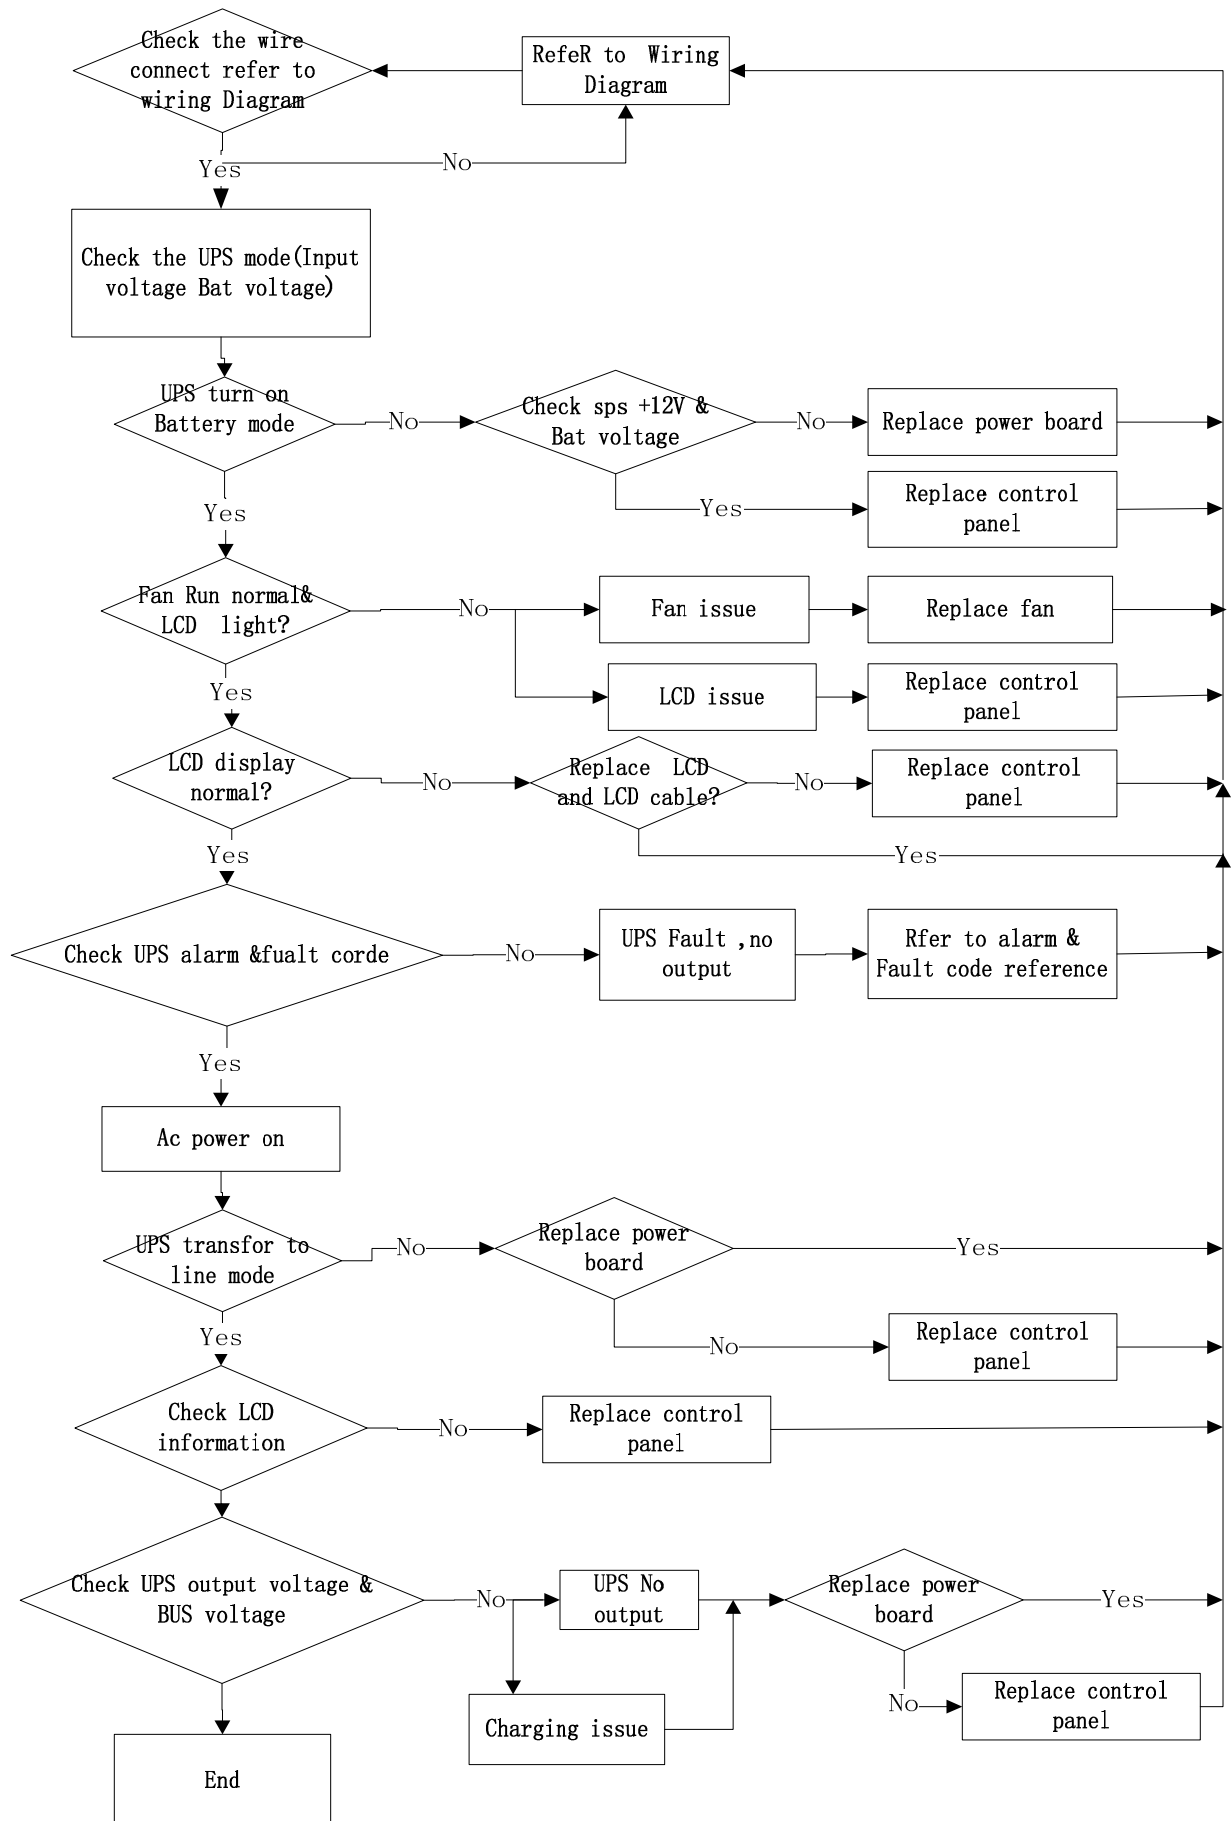 Check the wire
connect refer to
wiring Diagram
RefeR to Wiring
Diagram
Yes
No
Check the UPS mode(Input
voltage Bat voltage)
UPS turn on
Battery mode
No
Check sps +12V &
Bat voltage
No
Replace power board
Yes
Yes
Replace control
panel
Fan Run normal&
LCD light?
No
Fan issue
Replace fan
Yes
LCD issue
Replace control
panel
LCD display
normal?
No
Replace LCD
and LCD cable?
No
Replace control
panel
Yes
Yes
Check UPS alarm &fualt corde
No
UPS Fault ,no
output
Rfer to alarm &
Fault code reference
Yes
Ac power on
UPS transfor to
line mode
No
Replace power
board
Yes
Yes
No
Replace control
panel
Check LCD
information
No
Replace control
panel
Check UPS output voltage &
BUS voltage
No
UPS No
output
Replace power
board
Yes
Charging issue
No
Replace control
panel
End